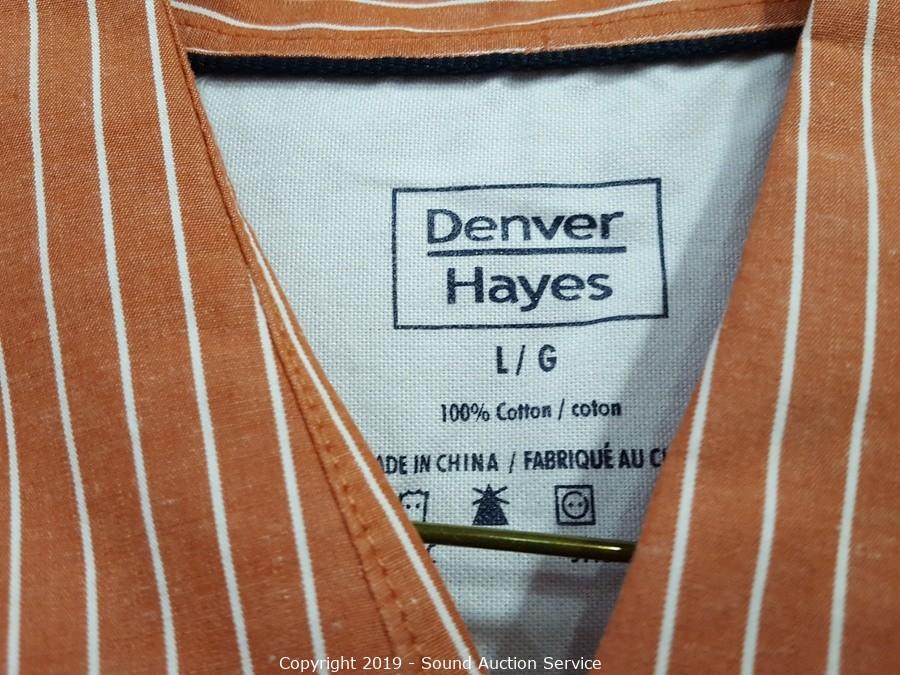 Denver
Hayes
L / G
100% Cotton / coton
ADE IN CHINA / FABRIQUÉ AU C
Copyright 2019 - Sound Auction Service